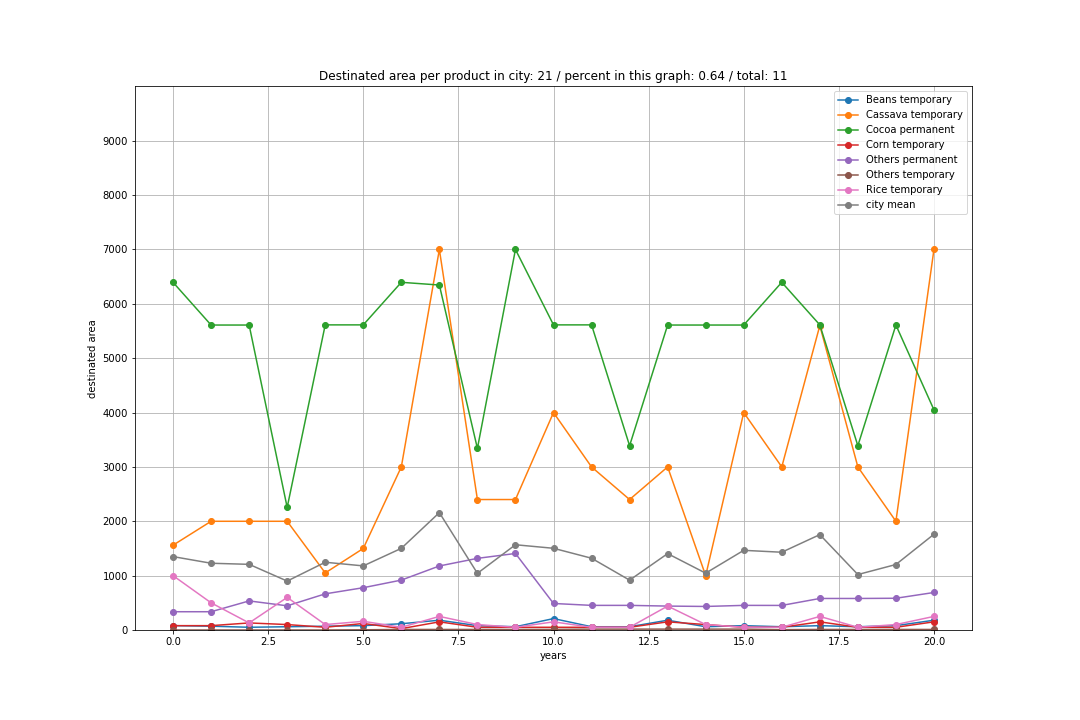 Destinated area per product in city: 21 / percent in this graph: 0.64 / total: 11
Beans temporary
Cassava temporary
Cocoa permanent
Corn temporary
Others permanent
Others temporary
Rice temporary
city mean
9000
8000
7000
6000
5000
4000
3000
2000
1000
0
destinated area
0.0 2.5 5.0 7.5 10.0 12.5 15.0 17.5 20.0
years